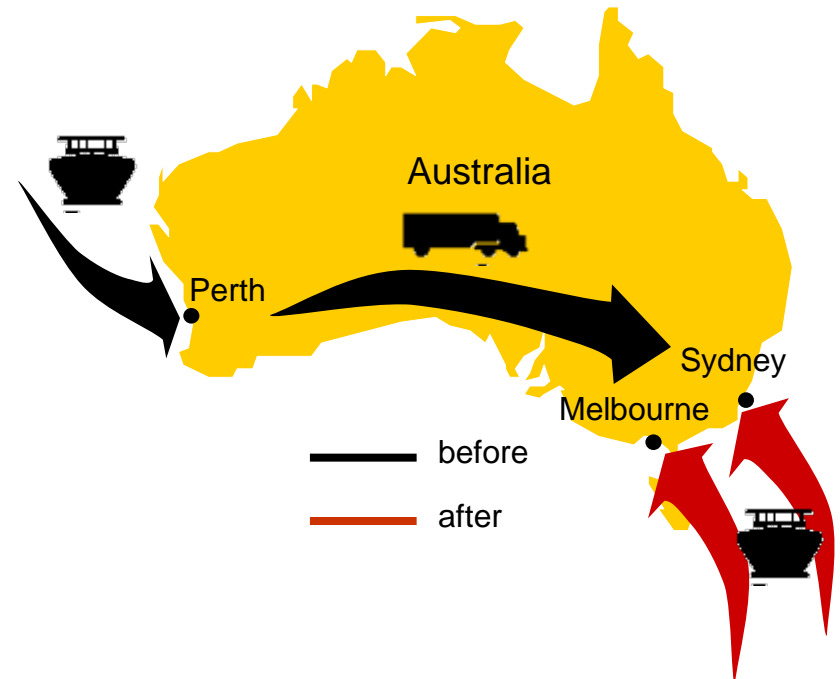 Australia
Perth
Sydney
Melbourne
before
after